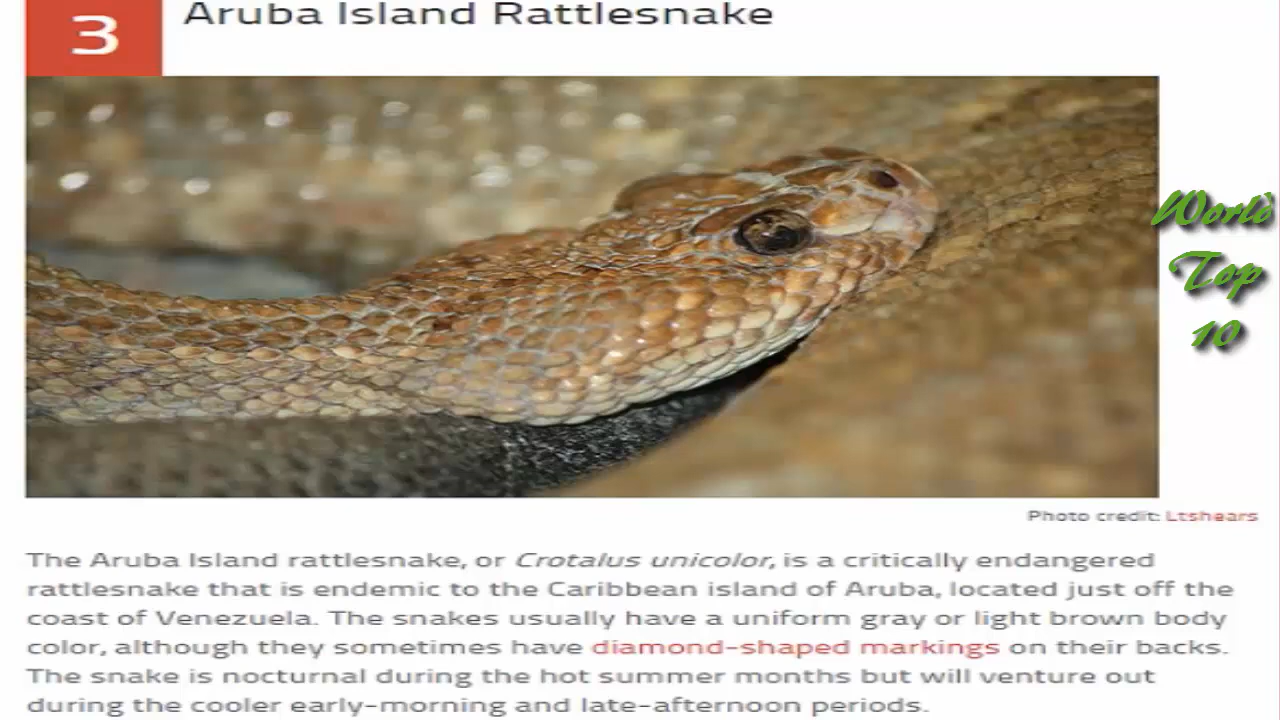 3
Aruba Island Rattlesnake
World
Top
10
Photo credit: Ltshears
The Aruba Island rattlesnake, or Crotalus unicolor, is a critically endangered
rattlesnake that is endemic to the Caribbean island of Aruba, located just off the
coast of Venezuela. The snakes usually have a uniform gray or light brown body
color, although they sometimes have diamond-shaped markings on their backs.
The snake is nocturnal during the hot summer months but will venture out
during the cooler early-morning and late-afternoon periods.